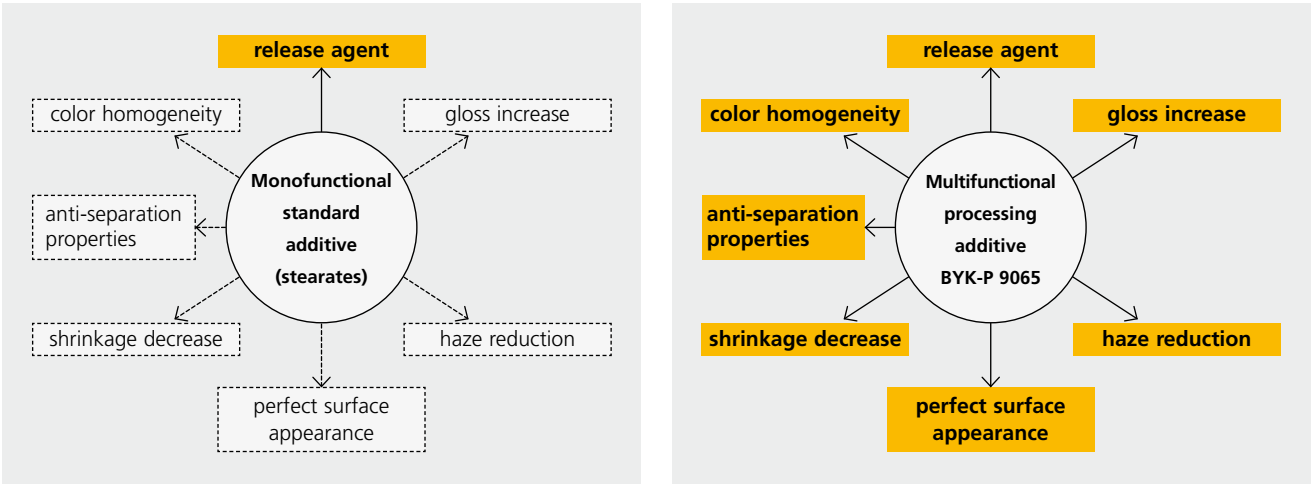 release agent
color homogeneity
gloss increase
Monofunctional
standard
additive
(stearates)
anti-separation
properties
shrinkage decrease
haze reduction
perfect surface
appearance
release agent
color homogeneity
gloss increase
Multifunctional
processing
additive
BYK-P 9065
anti-separation
properties
shrinkage decrease
haze reduction
perfect surface
appearance